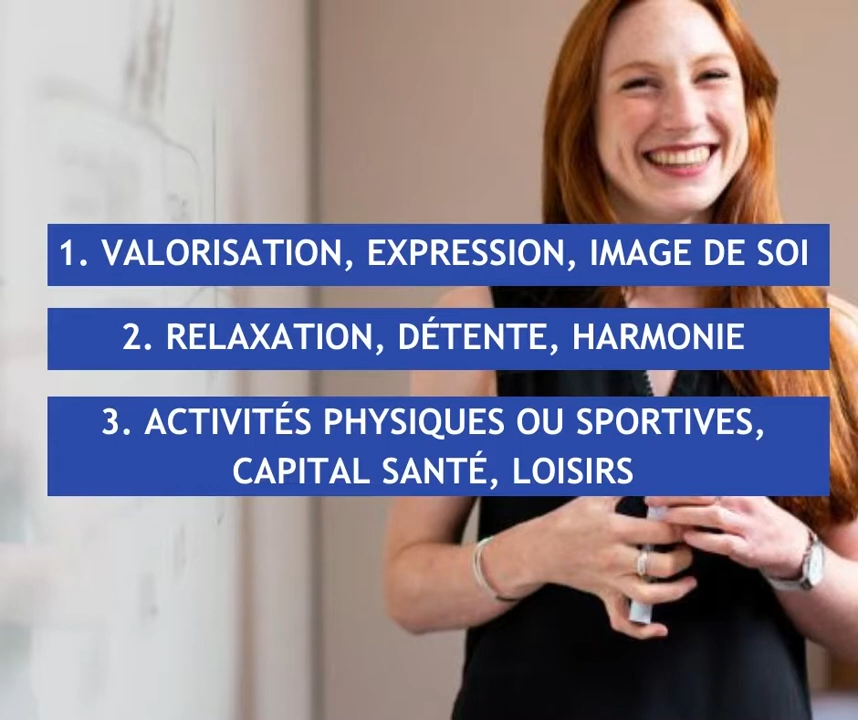 1. VALORISATION, EXPRESSION, IMAGE DE SOI
2. RELAXATION, DÉTENTE, HARMONIE
3. ACTIVITÉS PHYSIQUES OU SPORTIVES,
CAPITAL SANTÉ, LOISIRS